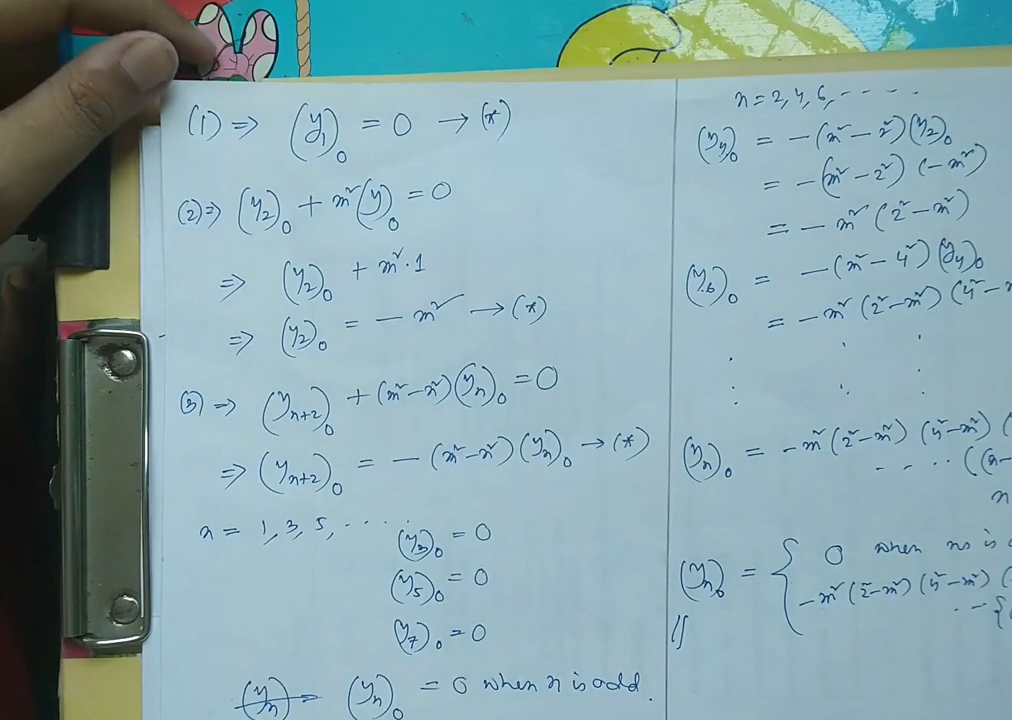 (1) ⇒ (y₁)₀ = 0 → (*)
(2) ⇒ (y₂)₀ + m²(y)₀ = 0
⇒ (y₂)₀ + m²·1
⇒ (y₂)₀ = - m² → (*)
(3) ⇒ (yₙ₊₂)₀ + (m²-n²)(yₙ)₀ = 0
⇒ (yₙ₊₂)₀ = - (m²-n²)(yₙ)₀ → (*)
n = 1, 3, 5, ....
(y₃)₀ = 0
(y₅)₀ = 0
(y₇)₀ = 0
(yₙ)₀ = 0 when n is odd.
n = 2, 4, 6, - - - -
(y₄)₀ = -(m² - 2²)(y₂)₀
= -(m² - 2²) (-m²)
= - m² (2² - m²)
(y₆)₀ = -(m² - 4²)(y₄)₀
= - m² (2² - m²) (4² - m
(yₙ)₀ = -m² (2² - m²) (4² - m²) (
- - - - ((n-
n
(yₙ)₀ = { 0 when n is
-m² (2² - m²) (4² - m²) (
-- {(